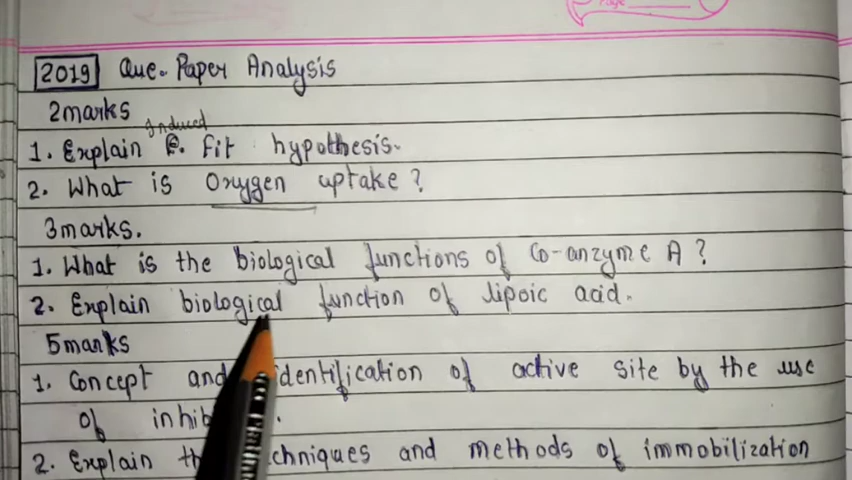 2019 Que. Paper Analysis
2marks
Induced
1. Explain fit hypothesis.
2. What is Oxygen uptake?
3marks.
1. What is the biological functions of Co-anzyme A?
2. Explain biological function of lipoic acid.
5marks
1. Concept and identification of active site by the use
of
2. Explain and methods of immobilization